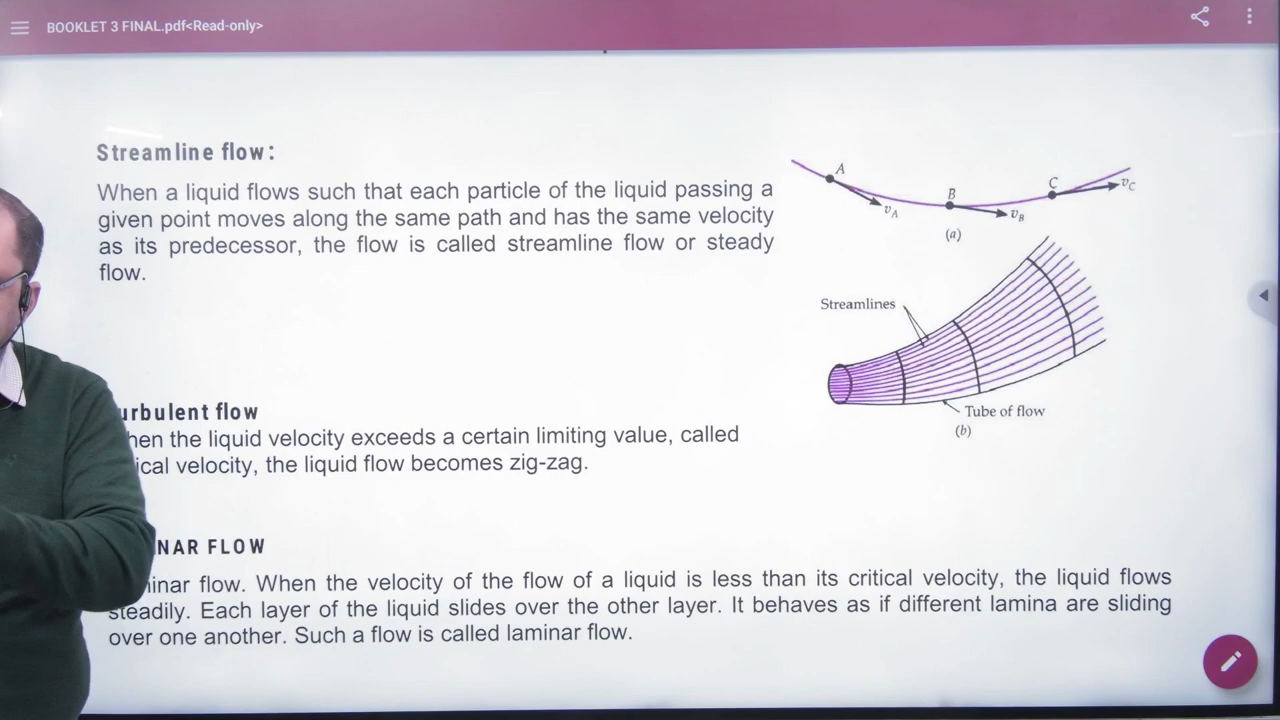 BOOKLET 3 FINAL.pdf<Read-only>
Streamline flow:
When a liquid flows such that each particle of the liquid passing a
given point moves along the same path and has the same velocity
as its predecessor, the flow is called streamline flow or steady
flow.
A
B
C
vA
vB
vC
(a)
Streamlines
Tube of flow
(b)
urbulent flow
hen the liquid velocity exceeds a certain limiting value, called
ical velocity, the liquid flow becomes zig-zag.
NAR FLOW
inar flow. When the velocity of the flow of a liquid is less than its critical velocity, the liquid flows
steadily. Each layer of the liquid slides over the other layer. It behaves as if different lamina are sliding
over one another. Such a flow is called laminar flow.